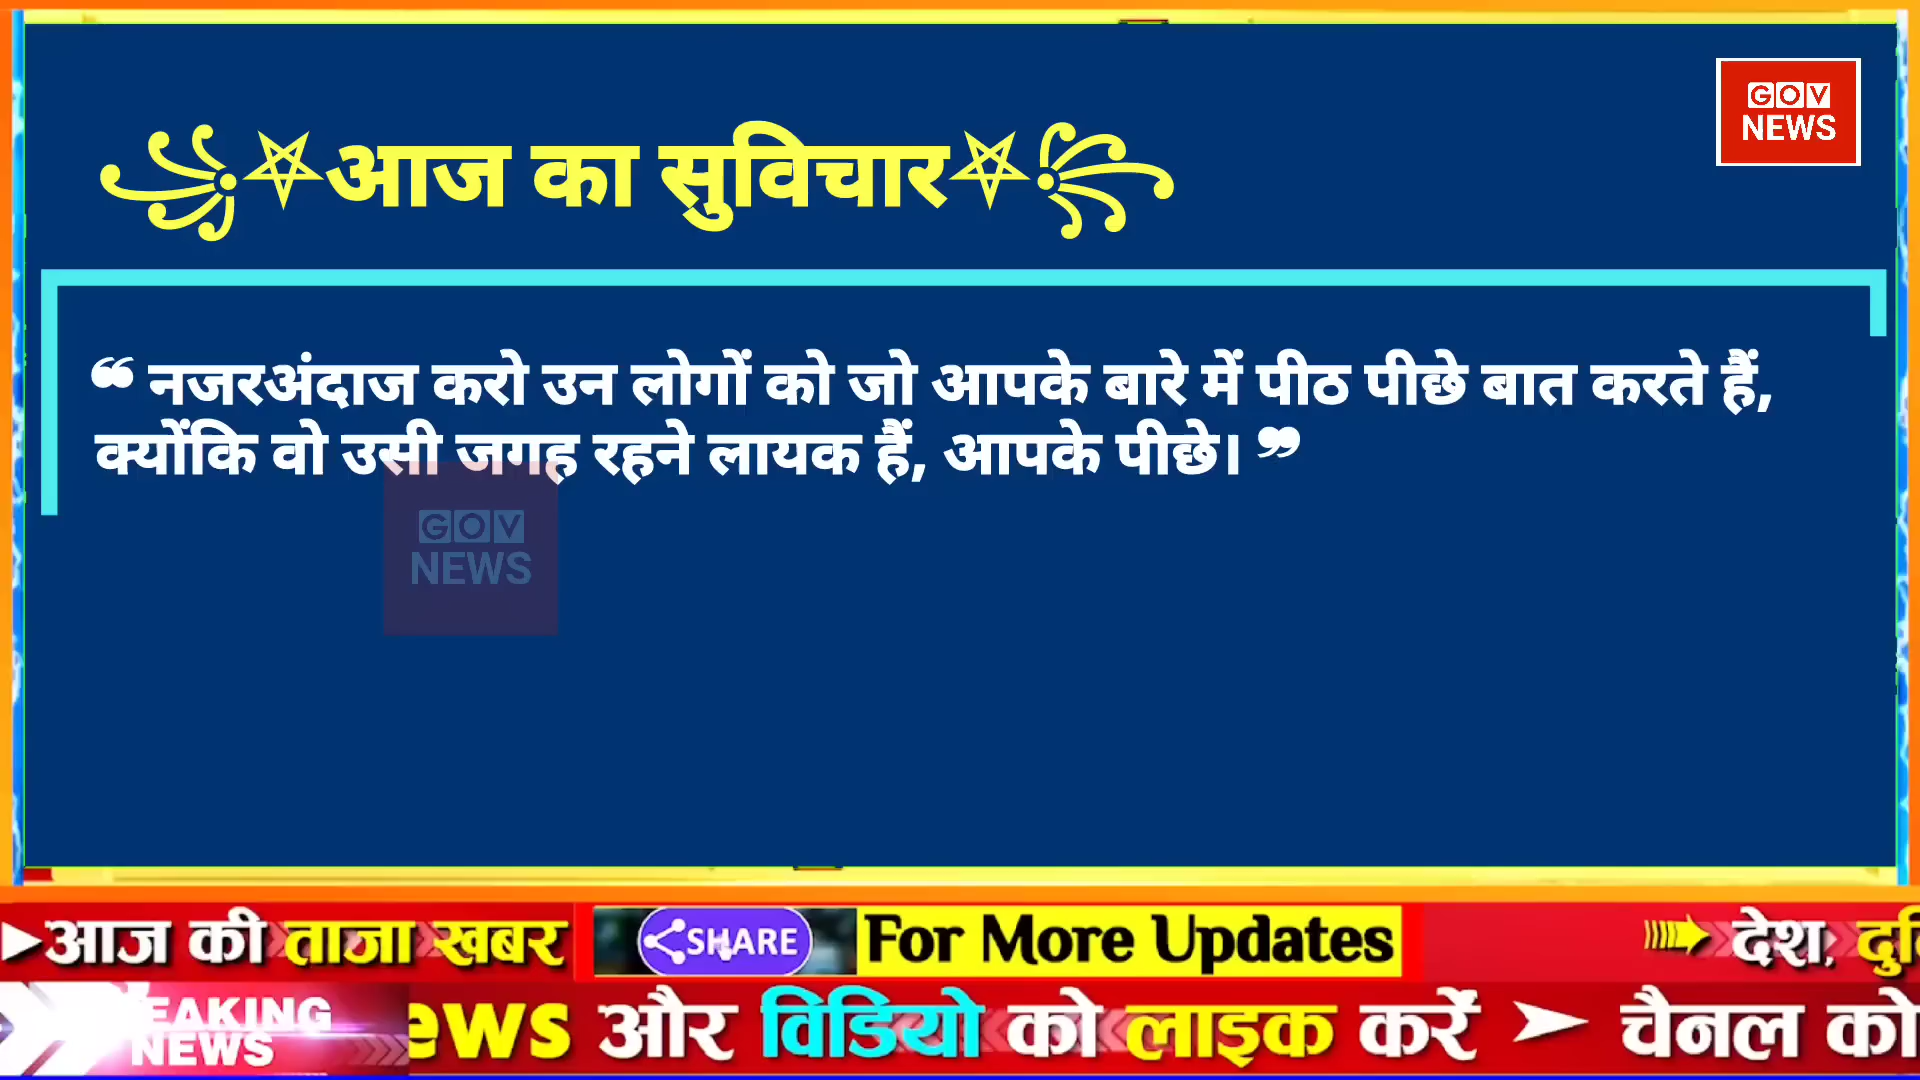 GOV
NEWS
꧁⛧आज का सुविचार⛧꧂
❝ नजरअंदाज करो उन लोगों को जो आपके बारे में पीठ पीछे बात करते हैं,
क्योंकि वो उसी जगह रहने लायक हैं, आपके पीछे। ❞
GOV
NEWS
आज की ताजा खबर SHARE For More Updates देश,
NEWS और विडियो को लाइक करें ➤ चैनल को